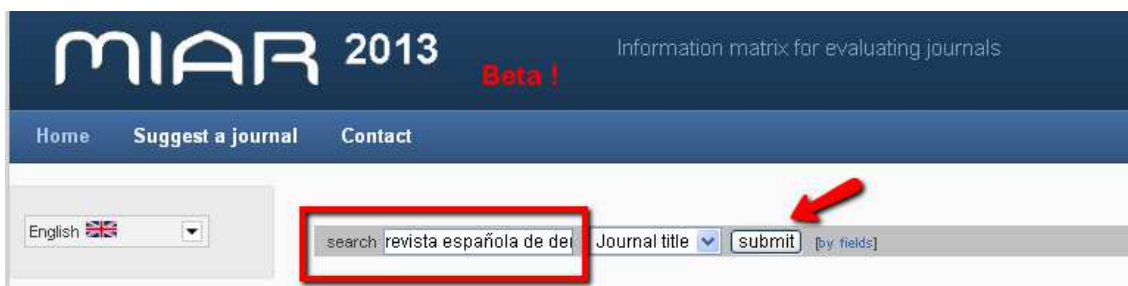 MIAR 2013 Information matrix for evaluating journals
Beta !
Home Suggest a journal Contact
English
search revista española de der Journal title submit [by fields]